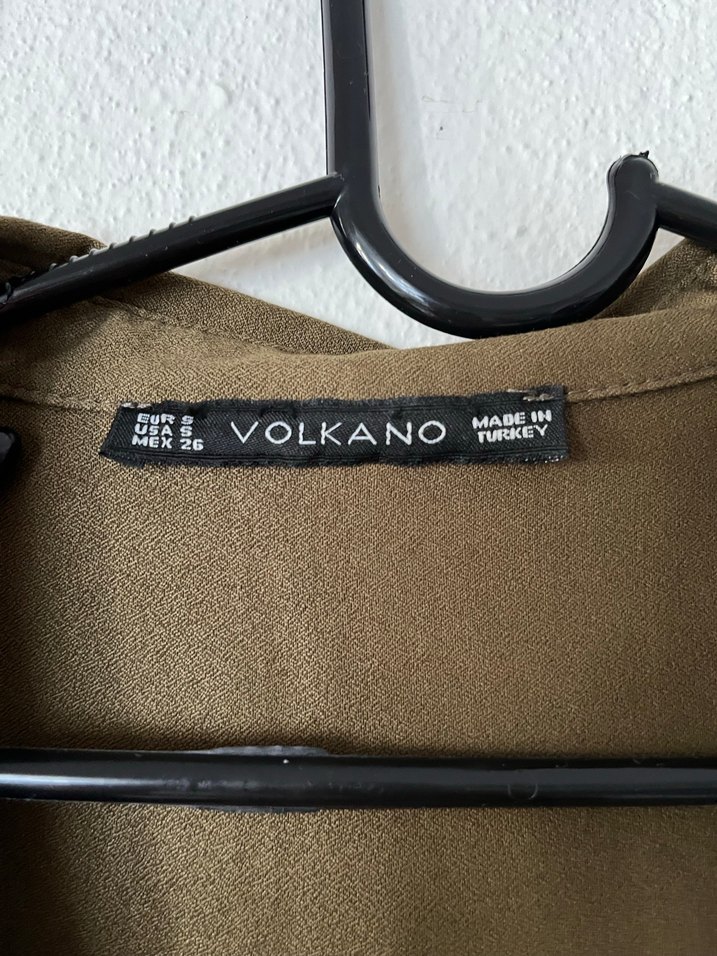 EUR S
USA S
MEX 26
VOLKANO
MADE IN
TURKEY